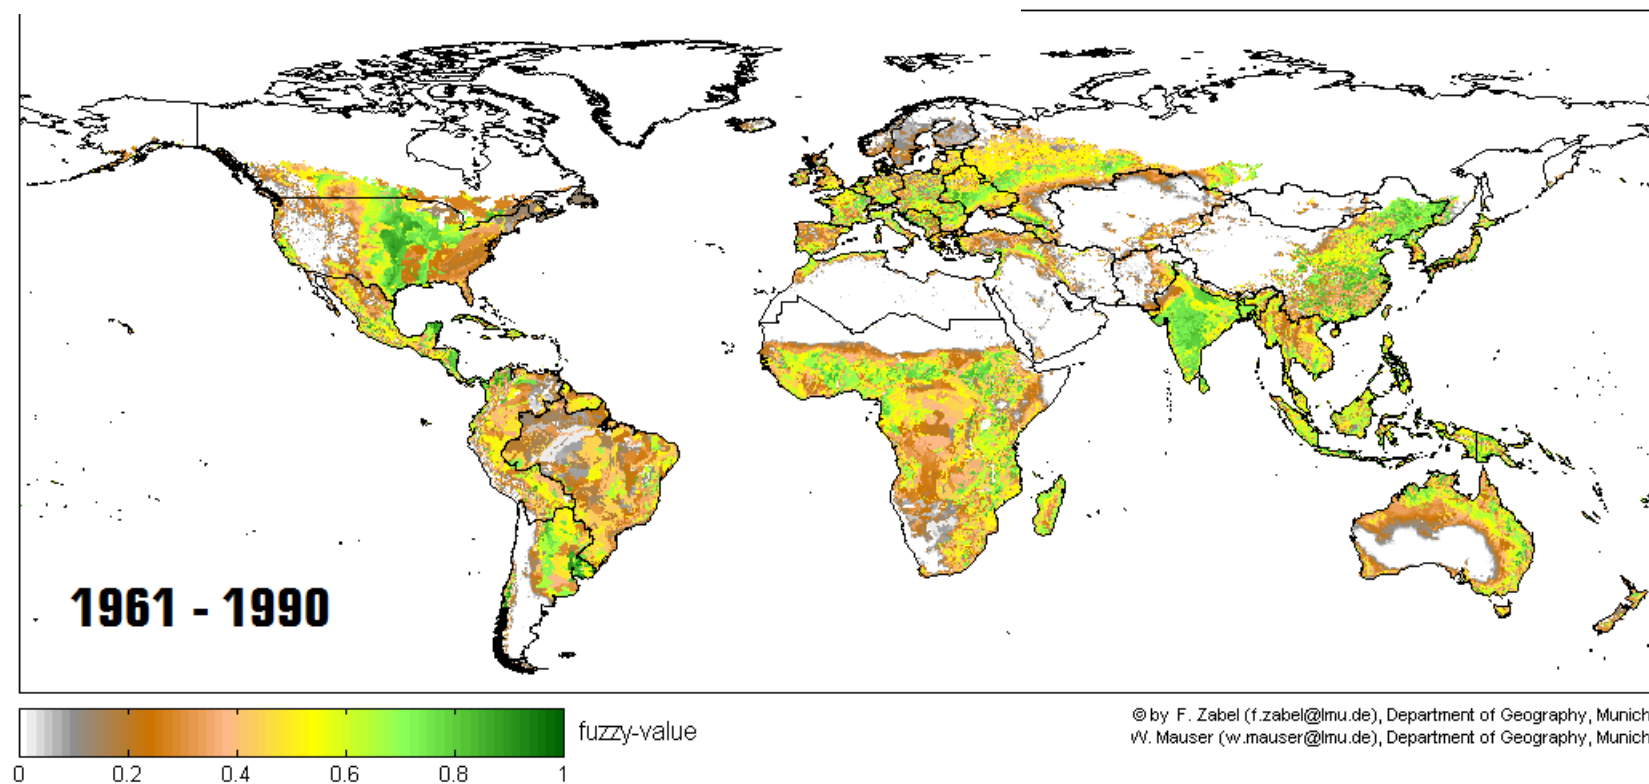 1961 - 1990
fuzzy-value
0 0.2 0.4 0.6 0.8 1
© by F. Zabel (f.zabel@lmu.de), Department of Geography, Munich
W. Mauser (w.mauser@lmu.de), Department of Geography, Munich